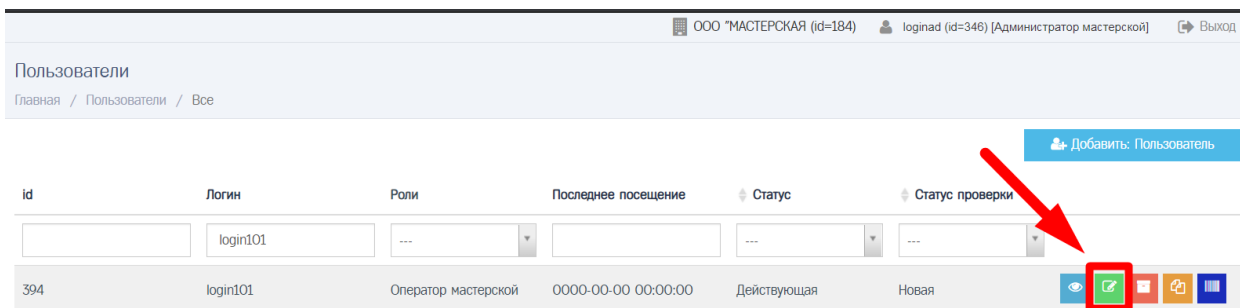 ООО "МАСТЕРСКАЯ (id=184) loginad (id=346) [Администратор мастерской] Выход
Пользователи
Главная / Пользователи / Все
Добавить: Пользователь
id Логин Роли Последнее посещение Статус Статус проверки
login101 --- --- ---
394 login101 Оператор мастерской 0000-00-00 00:00:00 Действующая Новая